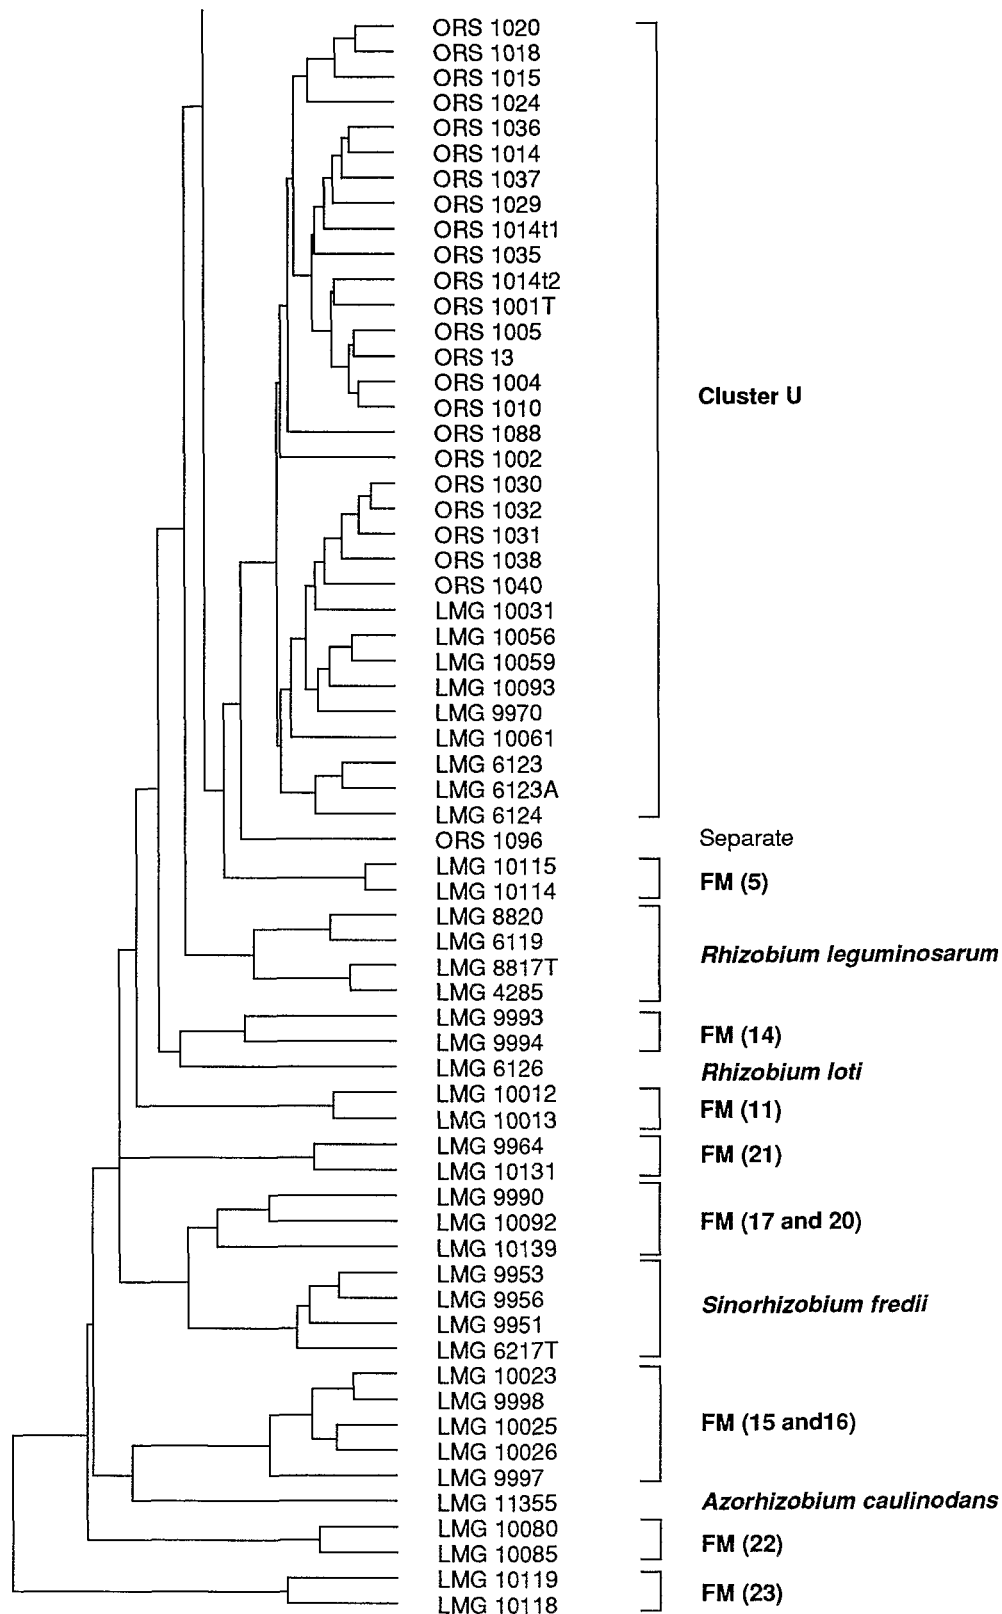 ORS 1020
ORS 1018
ORS 1015
ORS 1024
ORS 1036
ORS 1014
ORS 1037
ORS 1029
ORS 1014t1
ORS 1035
ORS 1014t2
ORS 1001T
ORS 1005
ORS 13
ORS 1004
Cluster U
ORS 1010
ORS 1088
ORS 1002
ORS 1030
ORS 1032
ORS 1031
ORS 1038
ORS 1040
LMG 10031
LMG 10056
LMG 10059
LMG 10093
LMG 9970
LMG 10061
LMG 6123
LMG 6123A
LMG 6124
ORS 1096 Separate
LMG 10115
FM (5)
LMG 10114
LMG 8820
LMG 6119
Rhizobium leguminosarum
LMG 8817T
LMG 4285
LMG 9993
FM (14)
LMG 9994
LMG 6126 Rhizobium loti
LMG 10012
FM (11)
LMG 10013
LMG 9964
FM (21)
LMG 10131
LMG 9990
LMG 10092 FM (17 and 20)
LMG 10139
LMG 9953
LMG 9956 Sinorhizobium fredii
LMG 9951
LMG 6217T
LMG 10023
LMG 9998
LMG 10025 FM (15 and16)
LMG 10026
LMG 9997
LMG 11355 Azorhizobium caulinodans
LMG 10080
FM (22)
LMG 10085
LMG 10119
FM (23)
LMG 10118